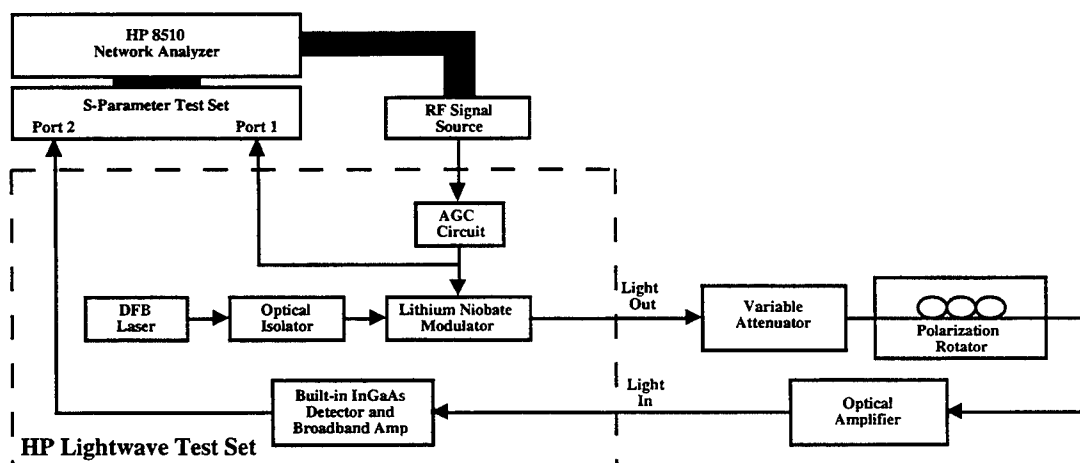 HP 8510
Network Analyzer
S-Parameter Test Set
Port 2
Port 1
RF Signal
Source
AGC
Circuit
DFB
Laser
Optical
Isolator
Lithium Niobate
Modulator
Light
Out
Variable
Attenuator
Polarization
Rotator
Built-in InGaAs
Detector and
Broadband Amp
Light
In
Optical
Amplifier
HP Lightwave Test Set